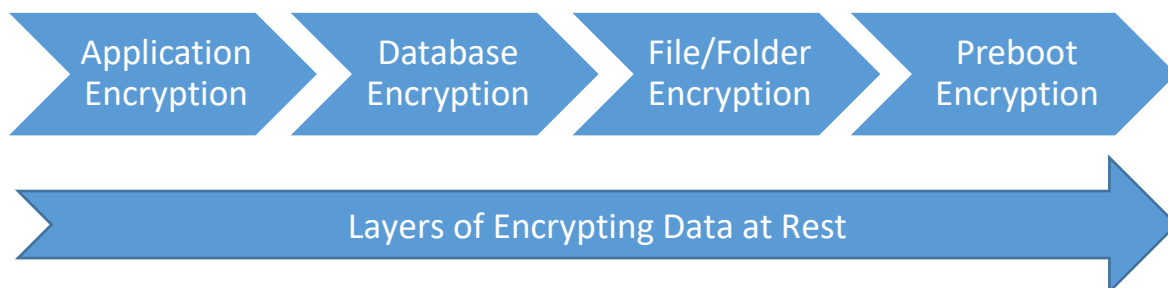 Application
Encryption
Database
Encryption
File/Folder
Encryption
Preboot
Encryption
Layers of Encrypting Data at Rest